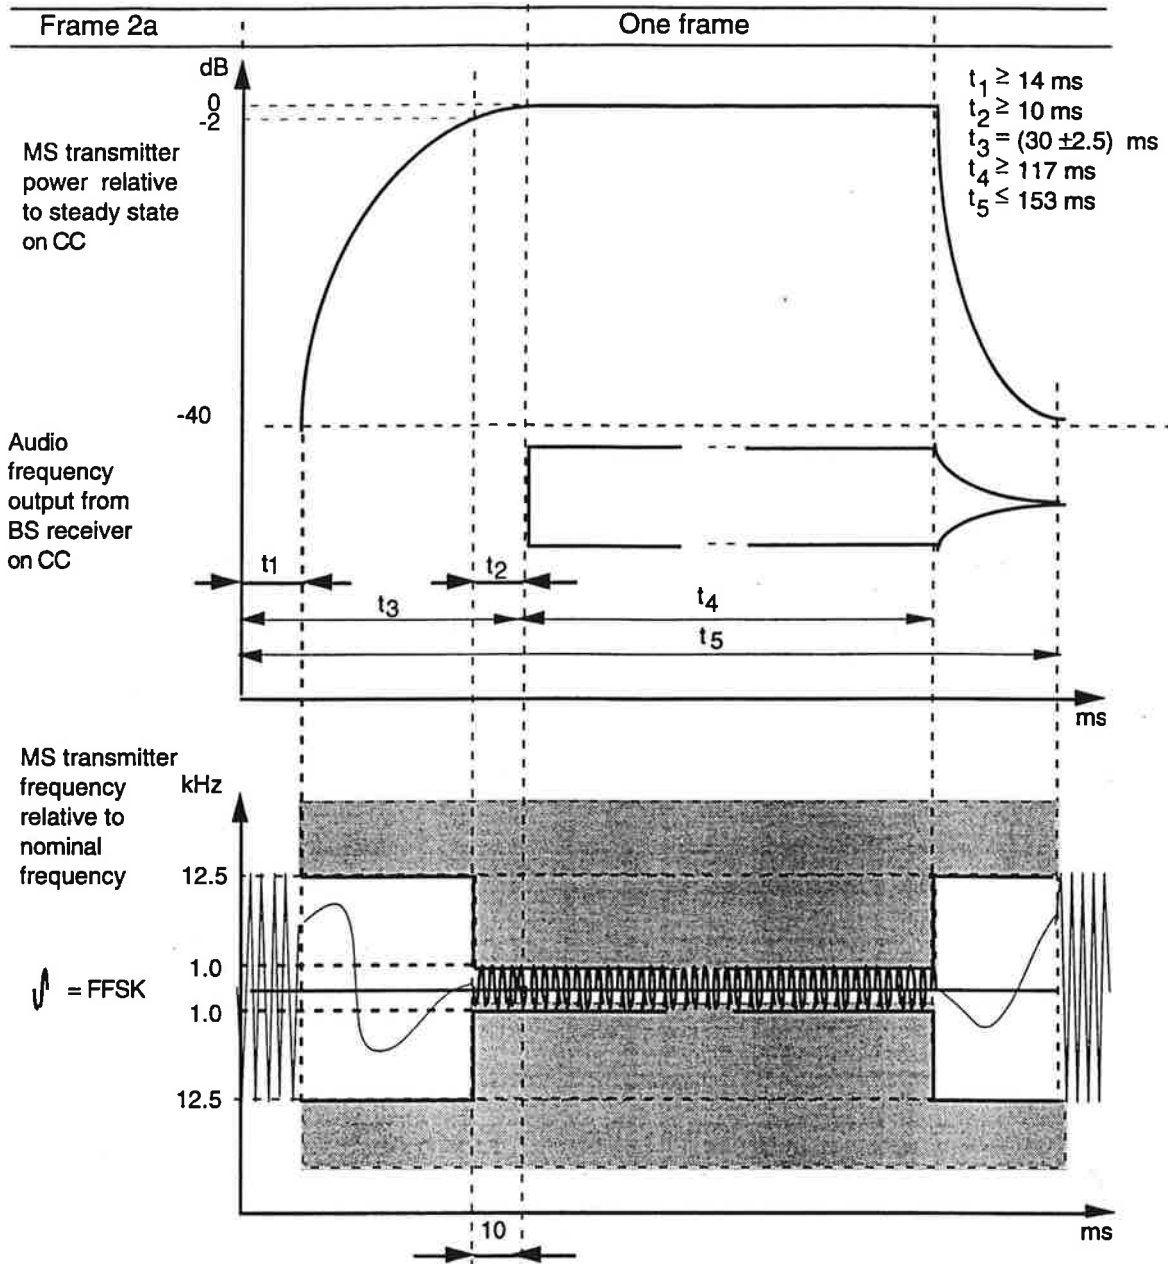 Frame 2a
One frame
dB
0
-2
-40
t1 ≥ 14 ms
t2 ≥ 10 ms
t3 = (30 ±2.5) ms
t4 ≥ 117 ms
t5 ≤ 153 ms
MS transmitter
power relative
to steady state
on CC
Audio
frequency
output from
BS receiver
on CC
t1
t2
t3
t4
t5
ms
MS transmitter
frequency
relative to
nominal
frequency
kHz
12.5
1.0
= FFSK
1.0
12.5
ms
10